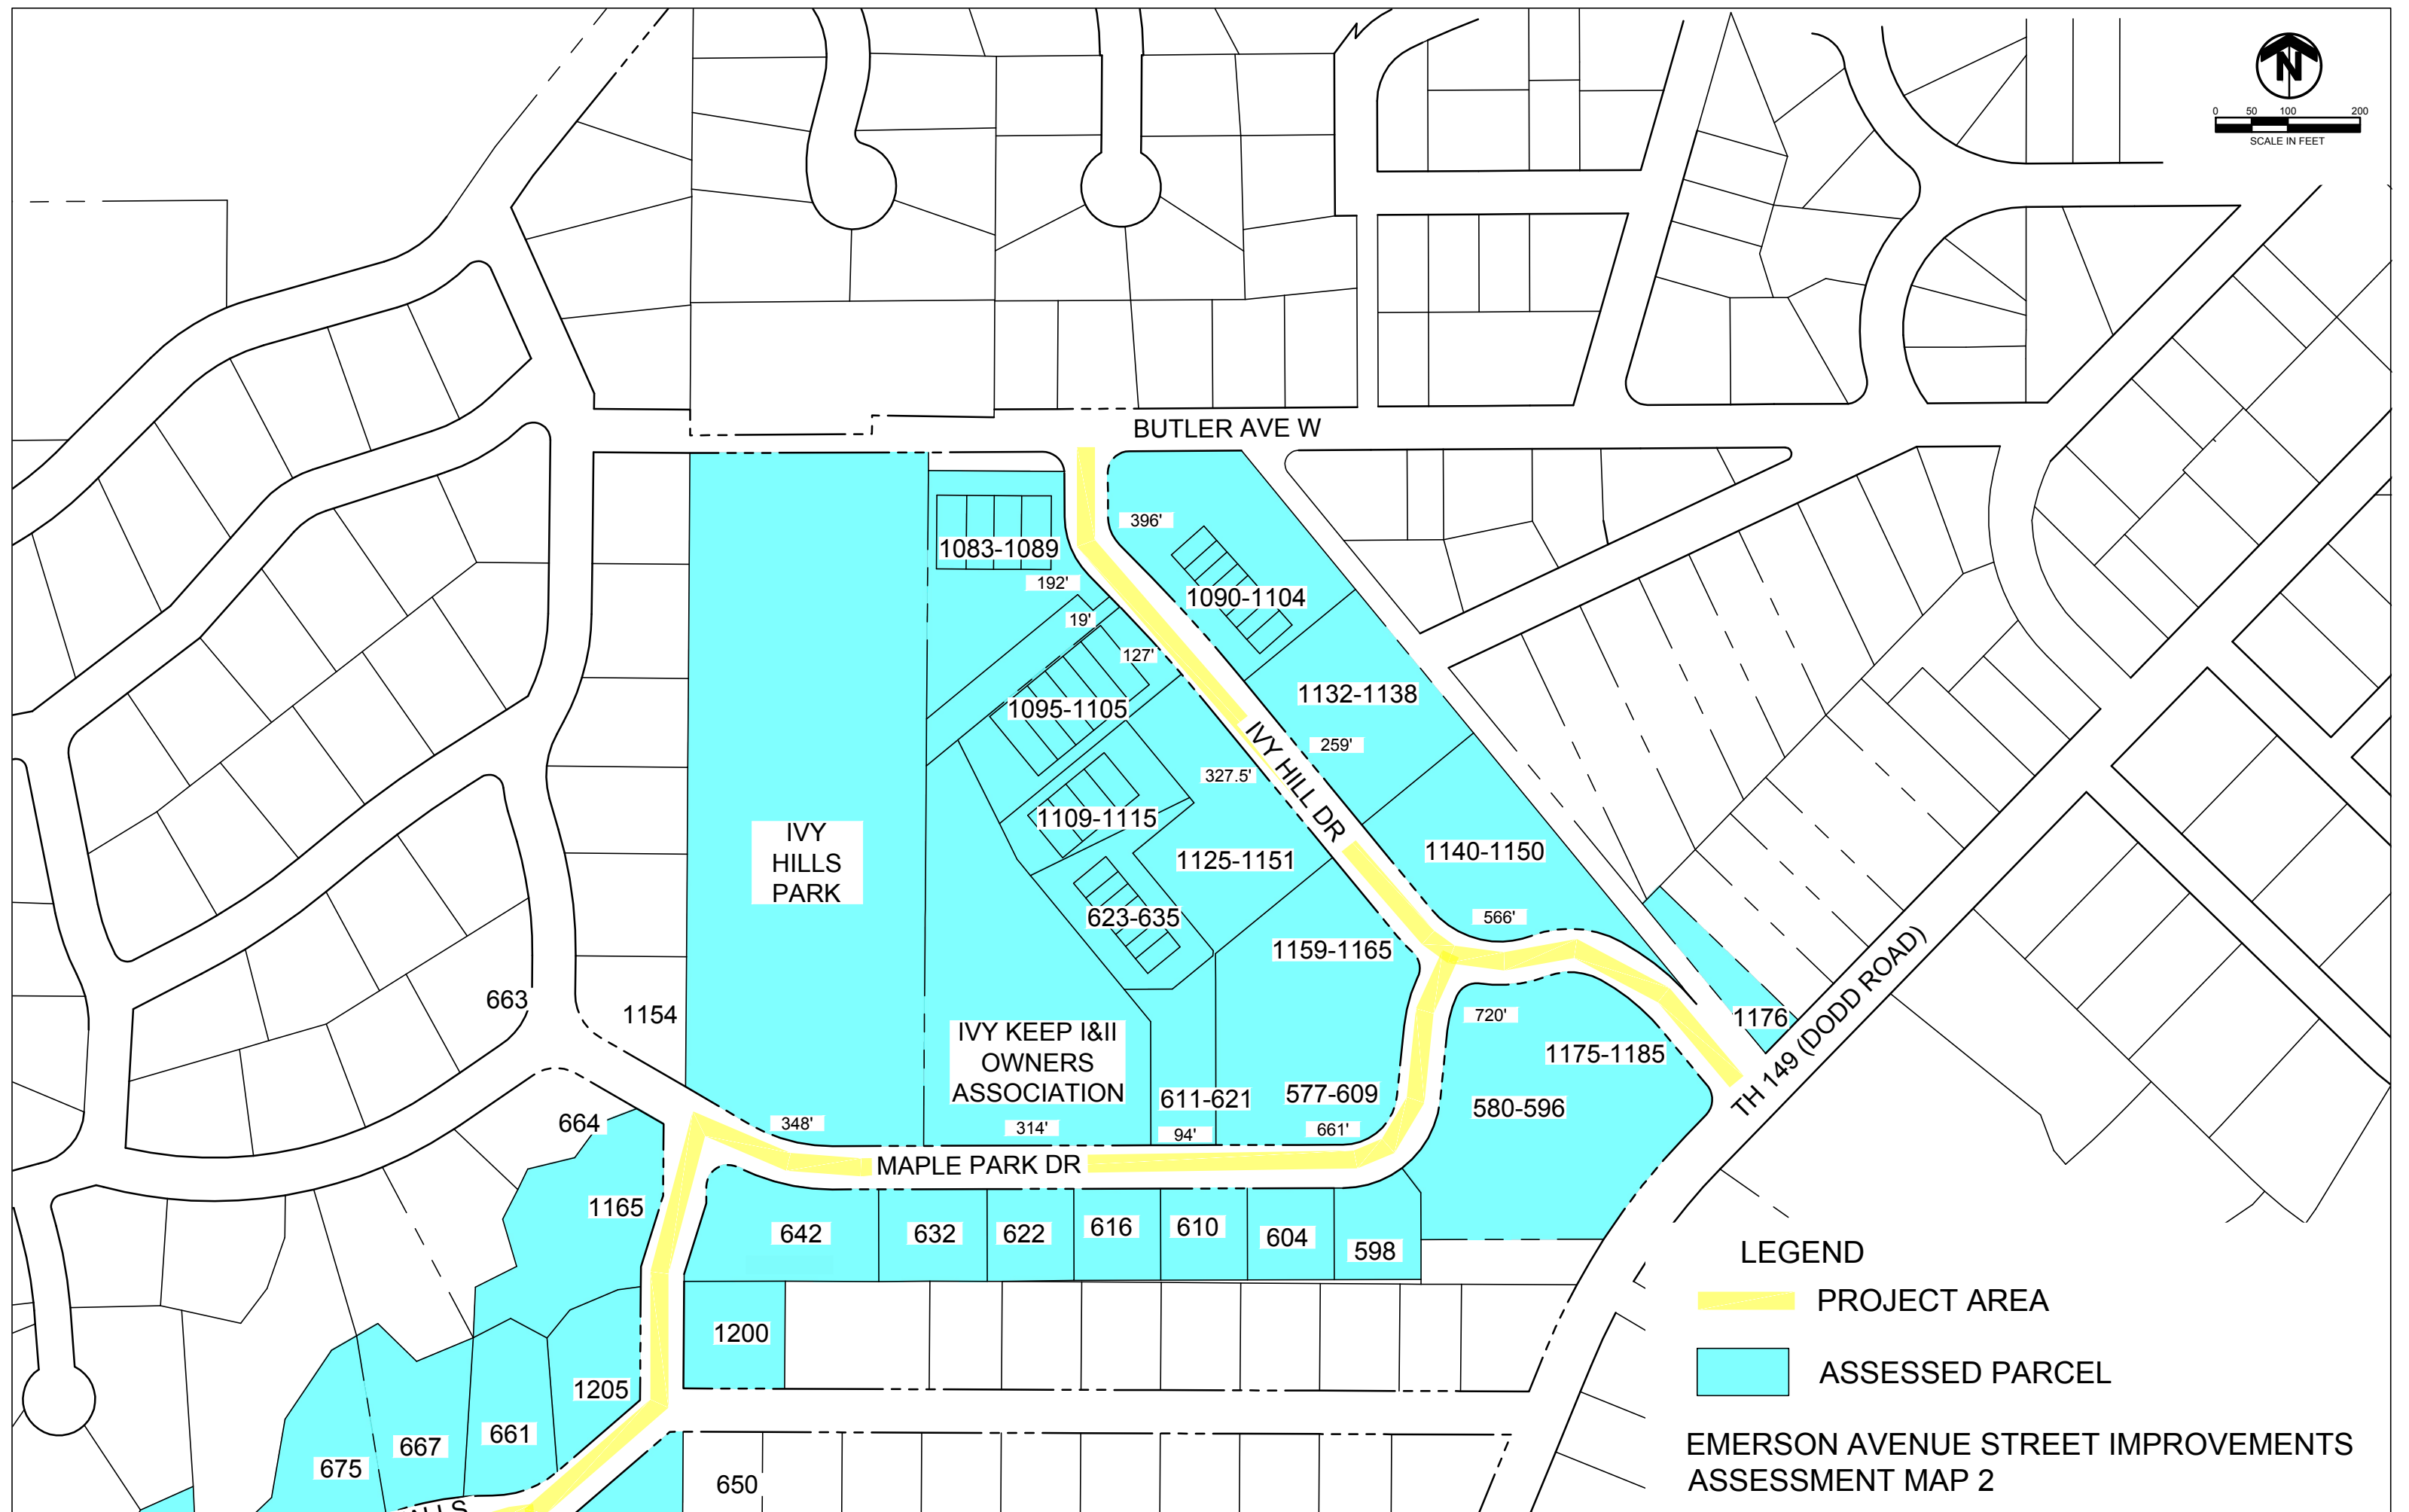 N
0 50 100 200
SCALE IN FEET
BUTLER AVE W
396'
1083-1089
192'
1090-1104
19'
127'
1132-1138
1095-1105
IVY HILL DR
259'
327.5'
1109-1115
IVY
HILLS
PARK
1125-1151
1140-1150
623-635
566'
1159-1165
663
1154
720'
1176
TH 149 (DODD ROAD)
IVY KEEP I&II
OWNERS
ASSOCIATION
1175-1185
611-621
577-609
580-596
664
348'
314'
94'
661'
MAPLE PARK DR
1165
642
632
622
616
610
604
598
1200
1205
661
667
675
650
LEGEND
PROJECT AREA
ASSESSED PARCEL
EMERSON AVENUE STREET IMPROVEMENTS
ASSESSMENT MAP 2